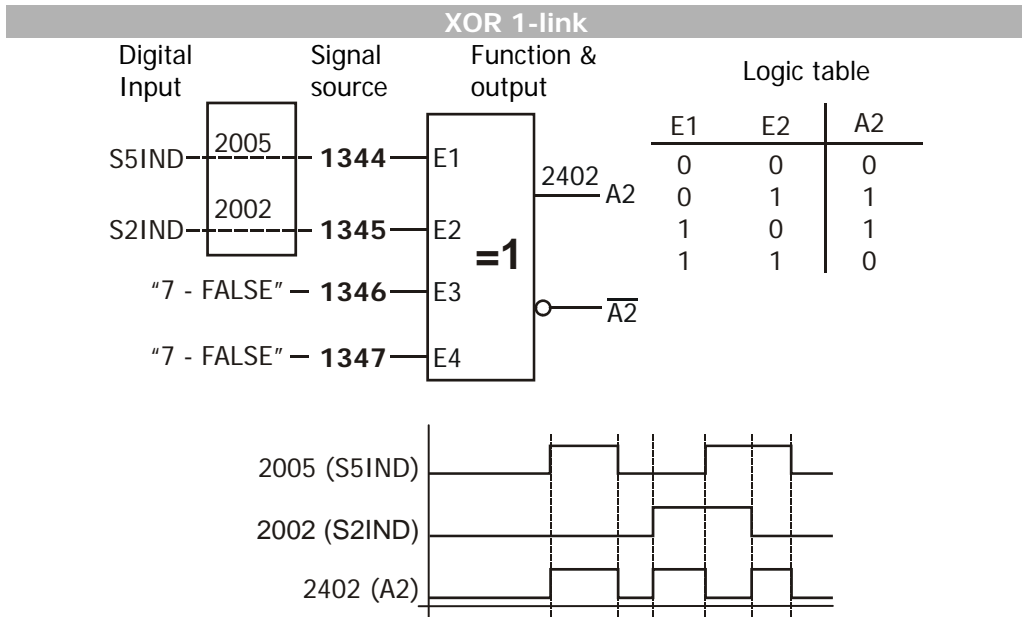 XOR 1-link
Digital Input
Signal source
Function & output
Logic table
E1 E2 A2
0 0 0
0 1 1
1 0 1
1 1 0
S5IND 2005 1344 E1
2402 A2
S2IND 2002 1345 E2
=1
“7 - FALSE” 1346 E3
A2
“7 - FALSE” 1347 E4
2005 (S5IND)
2002 (S2IND)
2402 (A2)